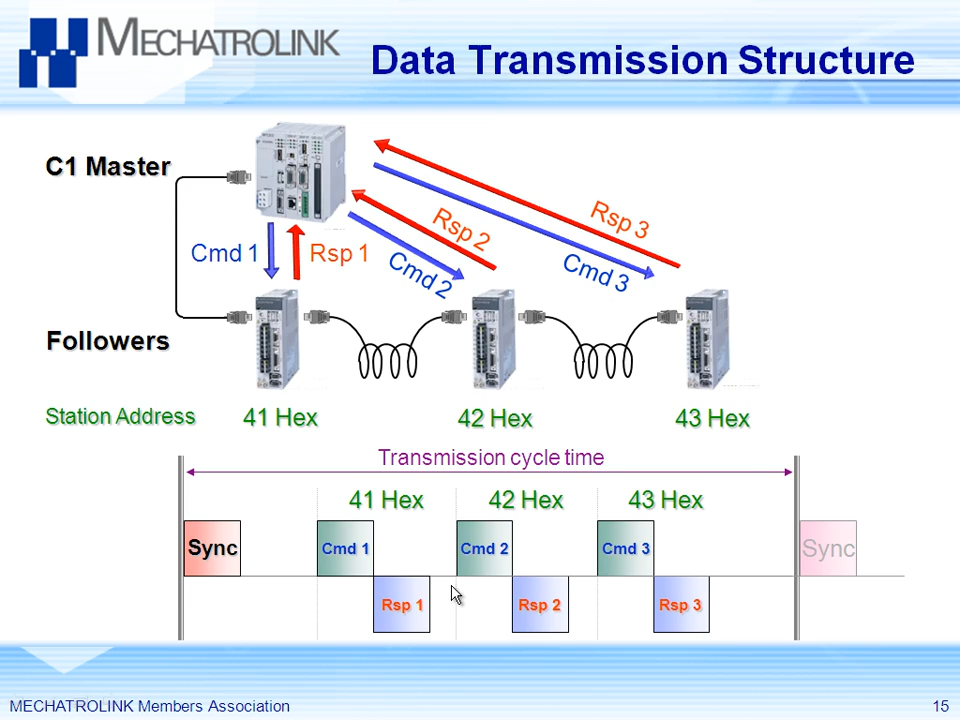 MECHATROLINK
Data Transmission Structure
C1 Master
Cmd 1
Rsp 1
Cmd 2
Rsp 2
Cmd 3
Rsp 3
Followers
Station Address
41 Hex
42 Hex
43 Hex
Transmission cycle time
41 Hex
42 Hex
43 Hex
Sync
Cmd 1
Cmd 2
Cmd 3
Sync
Rsp 1
Rsp 2
Rsp 3
MECHATROLINK Members Association
15